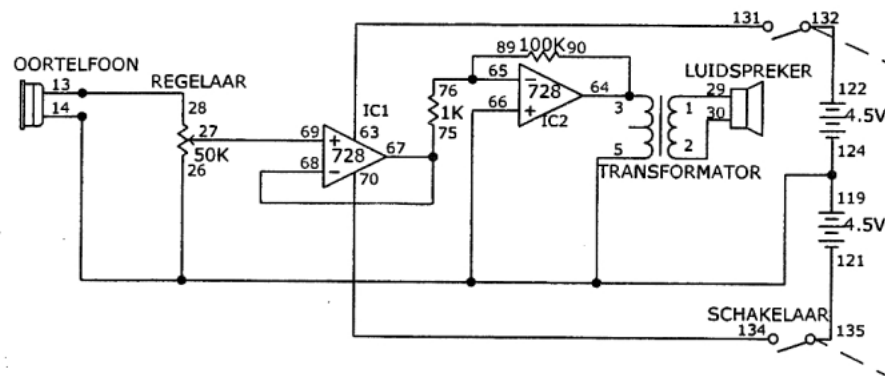 131 132
89 100K 90
OORTELFOON
13
14
REGELAAR
28
27
50K
26
IC1
69 + 63
728
67
68 -
70
76
1K
75
65 -
728
64
66 +
IC2
3
5
TRANSFORMATOR
LUIDSPREKER
29
30
1
2
122
4.5V
124
119
4.5V
121
SCHAKELAAR
134 135